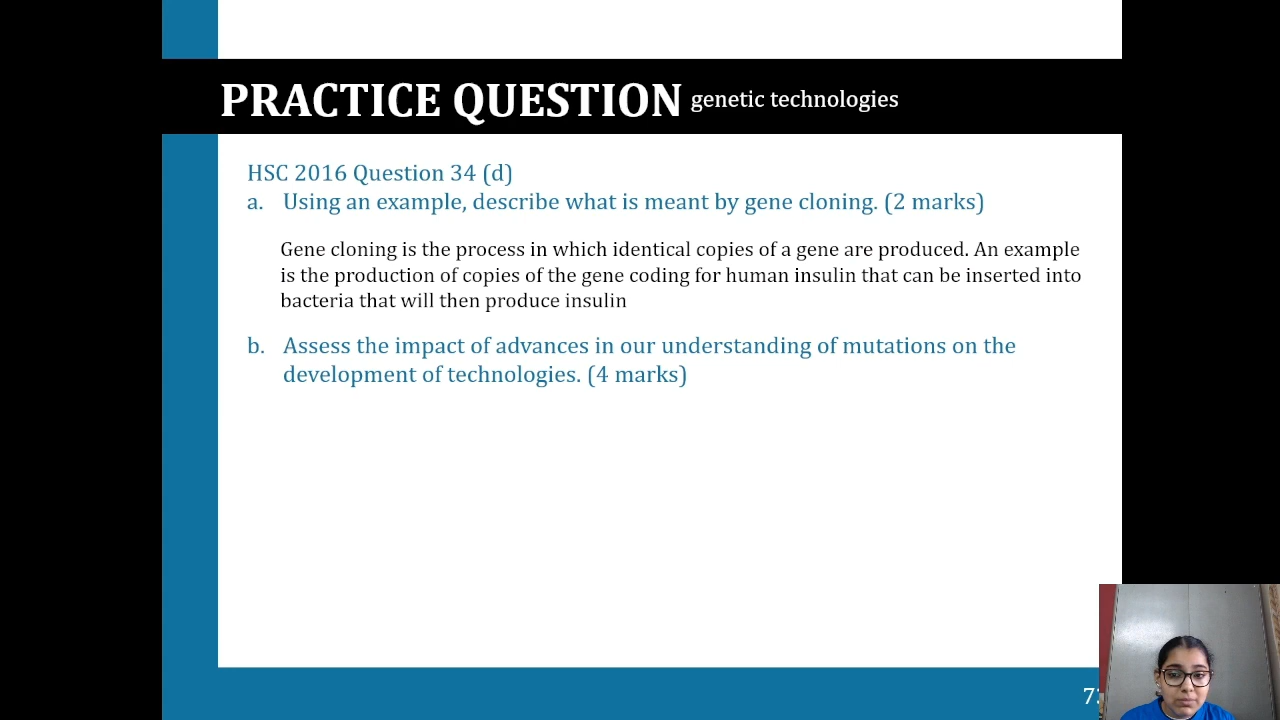 PRACTICE QUESTION genetic technologies
HSC 2016 Question 34 (d)
a. Using an example, describe what is meant by gene cloning. (2 marks)
Gene cloning is the process in which identical copies of a gene are produced. An example
is the production of copies of the gene coding for human insulin that can be inserted into
bacteria that will then produce insulin
b. Assess the impact of advances in our understanding of mutations on the
development of technologies. (4 marks)